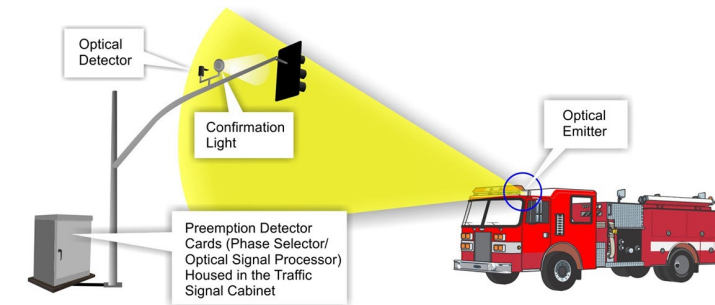 Optical
Detector
Confirmation
Light
Optical
Emitter
Preemption Detector
Cards (Phase Selector/
Optical Signal Processor)
Housed in the Traffic
Signal Cabinet